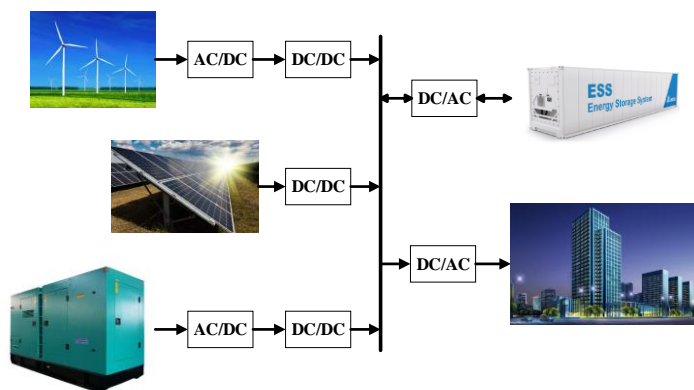 AC/DC
DC/DC
DC/AC
ESS
Energy Storage System
DC/DC
DC/AC
AC/DC
DC/DC